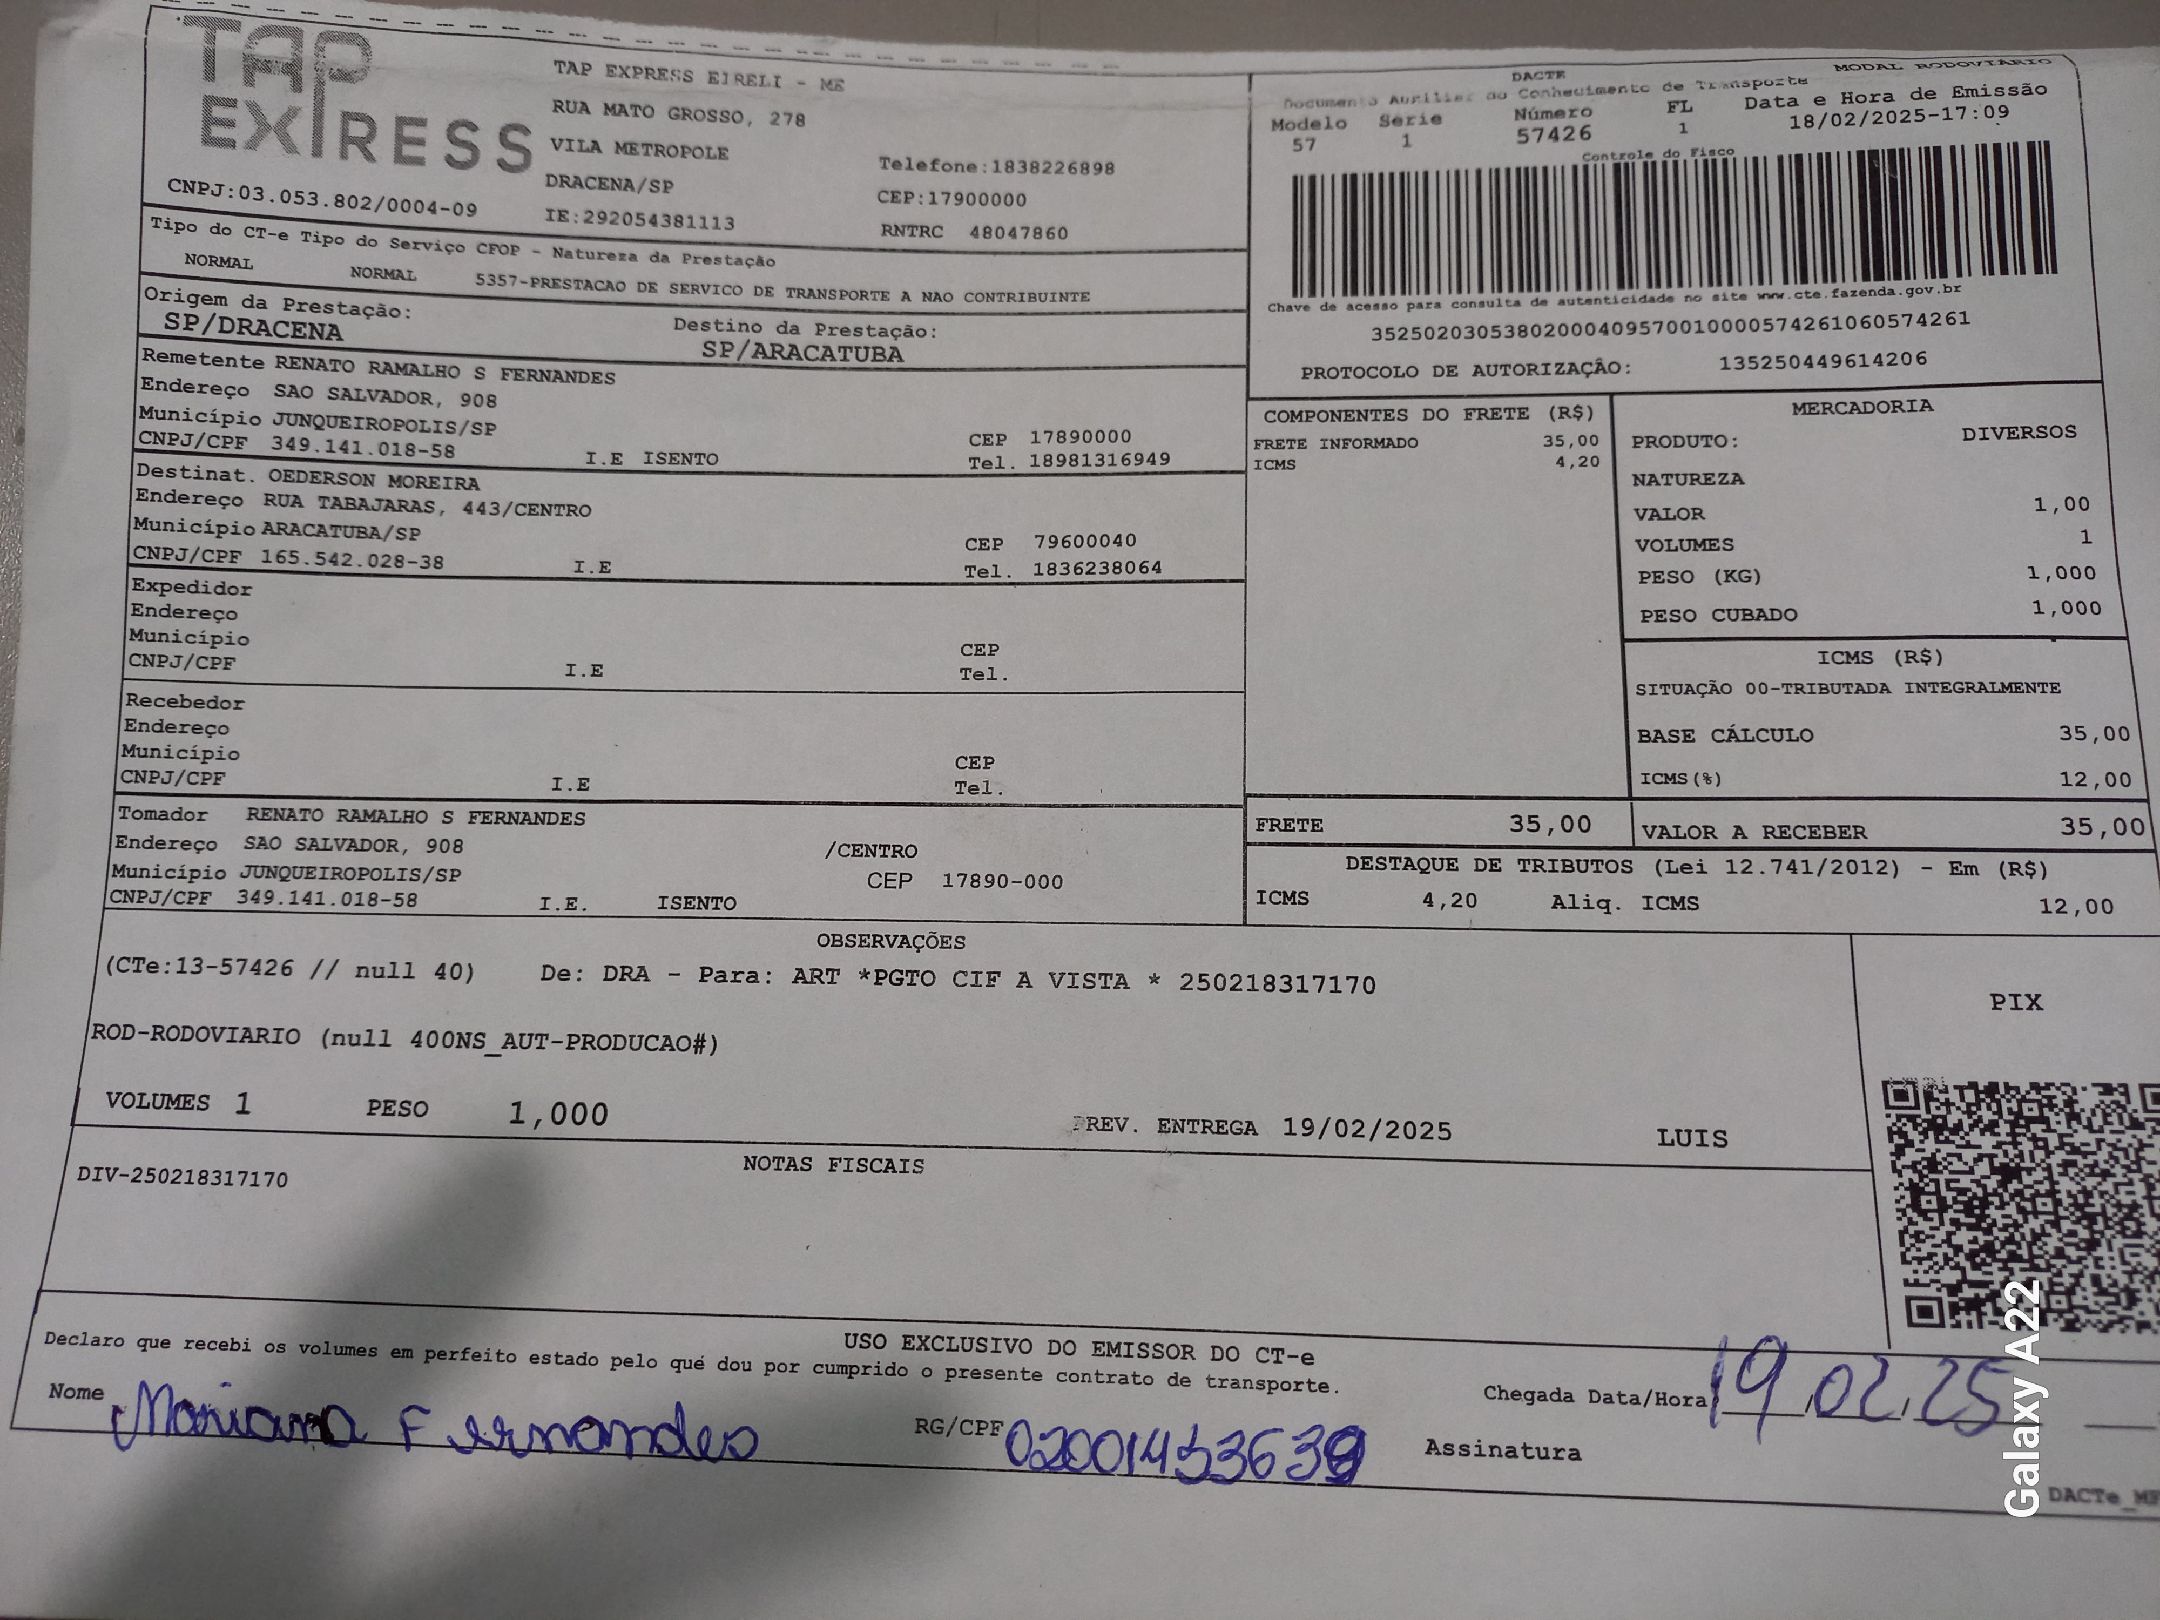 TAP
EXPRESS
CNPJ:03.053.802/0004-09
TAP EXPRESS EIRELI - ME
RUA MATO GROSSO, 278
VILA METROPOLE
DRACENA/SP
IE:292054381113
Telefone:1838226898
CEP:17900000
RNTRC 48047860
DACTE MODAL RODOVIARIO
Documento Auxiliar do Conhecimento de Transporte
Modelo Serie Número FL Data e Hora de Emissão
57 1 57426 1 18/02/2025-17:09
Controle do Fisco
Chave de acesso para consulta de autenticidade no site www.cte.fazenda.gov.br
35250203053802000409570010000574261060574261
PROTOCOLO DE AUTORIZAÇÂO: 135250449614206
Tipo do CT-e Tipo do Serviço CFOP - Natureza da Prestação
NORMAL NORMAL 5357-PRESTACAO DE SERVICO DE TRANSPORTE A NAO CONTRIBUINTE
Origem da Prestação: Destino da Prestação:
SP/DRACENA SP/ARACATUBA
Remetente RENATO RAMALHO S FERNANDES
Endereço SAO SALVADOR, 908
Município JUNQUEIROPOLIS/SP CEP 17890000
CNPJ/CPF 349.141.018-58 I.E ISENTO Tel. 18981316949
Destinat. OEDERSON MOREIRA
Endereço RUA TABAJARAS, 443/CENTRO
Município ARACATUBA/SP CEP 79600040
CNPJ/CPF 165.542.028-38 I.E Tel. 1836238064
Expedidor
Endereço
Município CEP
CNPJ/CPF I.E Tel.
Recebedor
Endereço
Município CEP
CNPJ/CPF I.E Tel.
Tomador RENATO RAMALHO S FERNANDES
Endereço SAO SALVADOR, 908 /CENTRO
Município JUNQUEIROPOLIS/SP CEP 17890-000
CNPJ/CPF 349.141.018-58 I.E. ISENTO
COMPONENTES DO FRETE (R$)
FRETE INFORMADO 35,00
ICMS 4,20
MERCADORIA
PRODUTO: DIVERSOS
NATUREZA
VALOR 1,00
VOLUMES 1
PESO (KG) 1,000
PESO CUBADO 1,000
ICMS (R$)
SITUAÇÃO 00-TRIBUTADA INTEGRALMENTE
BASE CÁLCULO 35,00
ICMS(%) 12,00
FRETE 35,00 VALOR A RECEBER 35,00
DESTAQUE DE TRIBUTOS (Lei 12.741/2012) - Em (R$)
ICMS 4,20 Aliq. ICMS 12,00
OBSERVAÇÕES
(CTe:13-57426 // null 40) De: DRA - Para: ART *PGTO CIF A VISTA * 250218317170
ROD-RODOVIARIO (null 400NS_AUT-PRODUCAO#)
VOLUMES 1 PESO 1,000 PREV. ENTREGA 19/02/2025 LUIS
PIX
NOTAS FISCAIS
DIV-250218317170
USO EXCLUSIVO DO EMISSOR DO CT-e
Declaro que recebi os volumes em perfeito estado pelo qué dou por cumprido o presente contrato de transporte.
Nome Mariana Fernandes RG/CPF Chegada Data/Hora 19/02/25
Assinatura
Galaxy A22